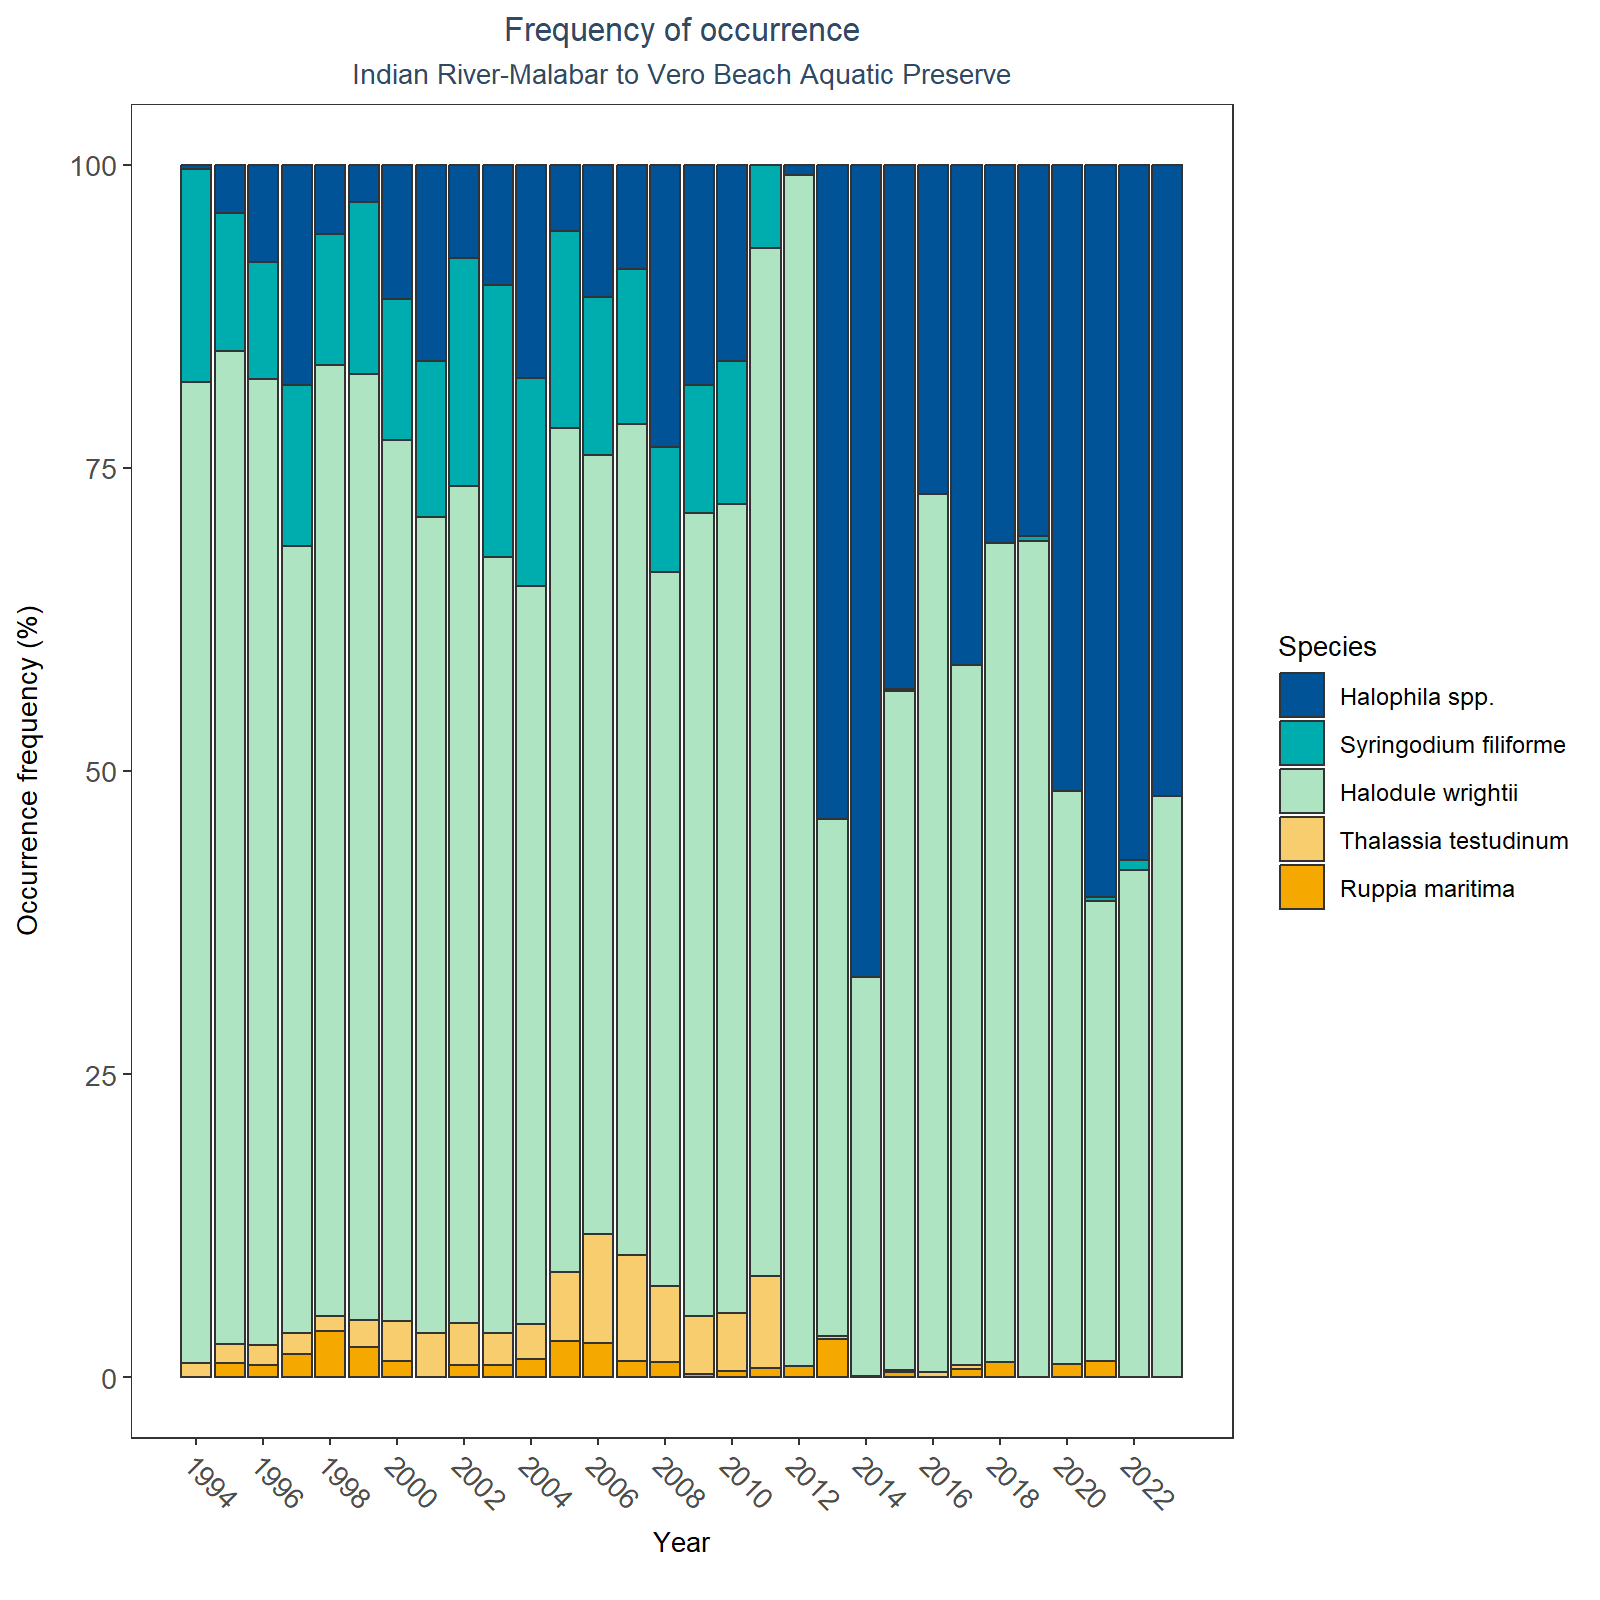 Frequency of occurrence
Indian River-Malabar to Vero Beach Aquatic Preserve
Occurrence frequency (%)
100
75
50
25
0
1994
1996
1998
2000
2002
2004
2006
2008
2010
2012
2014
2016
2018
2020
2022
Year
Species
Halophila spp.
Syringodium filiforme
Halodule wrightii
Thalassia testudinum
Ruppia maritima